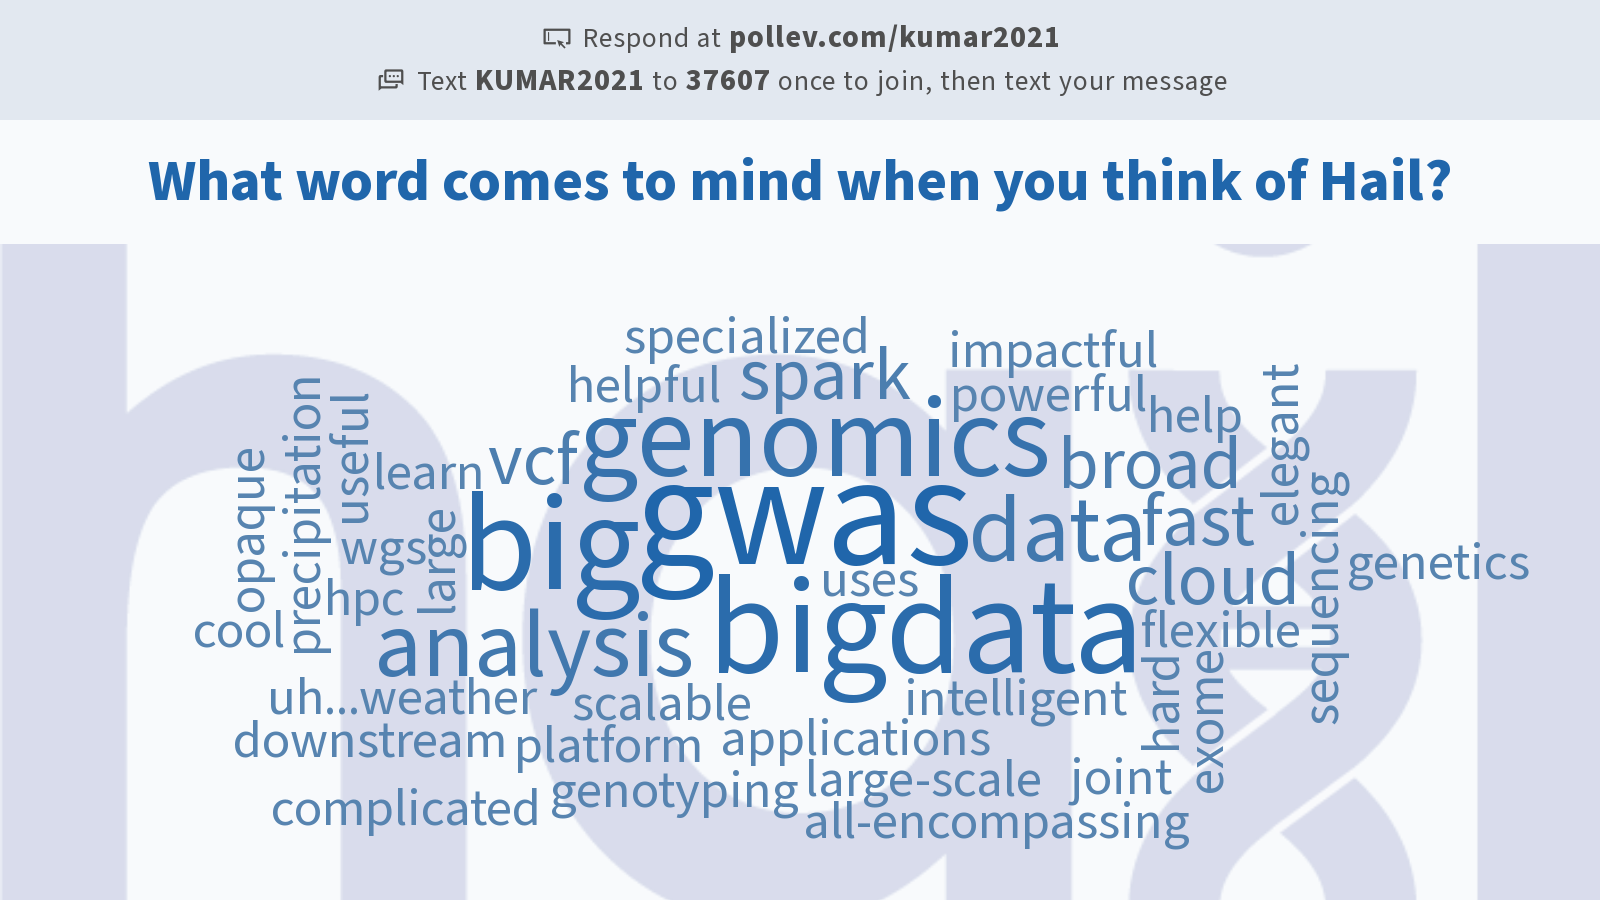 Respond at pollev.com/kumar2021
Text KUMAR2021 to 37607 once to join, then text your message
What word comes to mind when you think of Hail?
specialized
impactful
helpful
spark
powerful
help
elegant
precipitation
useful
opaque
learn
vcf
genomics
broad
big
gwas
data
fast
sequencing
wgs
large
uses
cloud
genetics
hpc
cool
analysis
bigdata
flexible
uh...weather
scalable
intelligent
hard
exome
downstream
platform
applications
complicated
genotyping
large-scale
joint
all-encompassing
hail